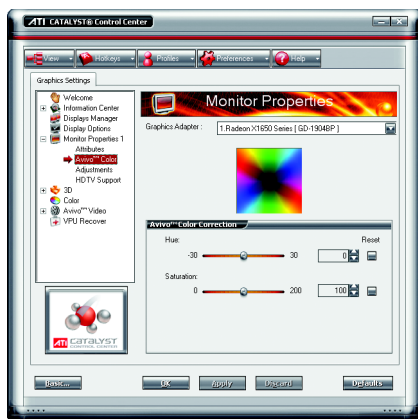 ATI CATALYST® Control Center
View Hotkeys Profiles Preferences Help
Graphics Settings
Welcome
Information Center
Displays Manager
Display Options
Monitor Properties 1
Attributes
Avivo™ Color
Adjustments
HDTV Support
3D
Color
Avivo™ Video
VPU Recover
Monitor Properties
Graphics Adapter :
1.Radeon X1650 Series [ GD-1904BP ]
Avivo™ Color Correction
Hue: Reset
-30 30 0
Saturation:
0 200 100
ATI CATALYST
CONTROL CENTER
Basic... OK Apply Discard Defaults